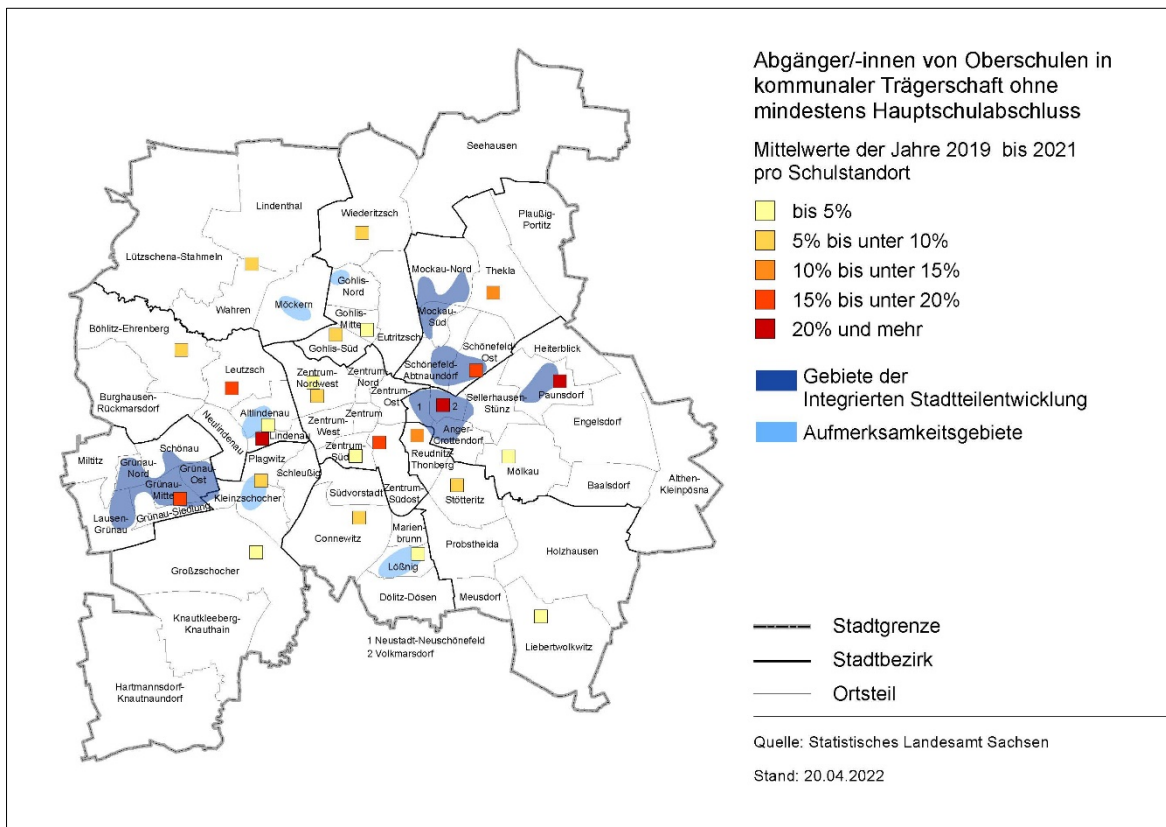 Abgänger/-innen von Oberschulen in
kommunaler Trägerschaft ohne
mindestens Hauptschulabschluss
Mittelwerte der Jahre 2019 bis 2021
pro Schulstandort
bis 5%
5% bis unter 10%
10% bis unter 15%
15% bis unter 20%
20% und mehr
Gebiete der
Integrierten Stadtteilentwicklung
Aufmerksamkeitsgebiete
Stadtgrenze
Stadtbezirk
Ortsteil
Quelle: Statistisches Landesamt Sachsen
Stand: 20.04.2022
Seehausen
Lindenthal
Wiederitzsch
Plaußig-
Portitz
Lützschena-Stahmeln
Mockau-Nord
Thekla
Gohlis-
Nord
Möckern
Wahren
Gohlis-
Mitte
Mockau-
Süd
Eutritzsch
Böhlitz-Ehrenberg
Gohlis-Süd
Schönefeld-
Ost
Heiterblick
Schönefeld-
Abtnaundorf
Leutzsch
Zentrum-
Nordwest
Zentrum-
Nord
Zentrum-
Ost
Paunsdorf
Burghausen-
Rückmarsdorf
Sellerhausen-
Stünz
Altlindenau
1
2
Zentrum
Engelsdorf
Neulindenau
Lindenau
Zentrum-
West
Anger-
Crottendorf
Schönau
Zentrum-
Süd
Reudnitz-
Thonberg
Miltitz
Grünau-
Nord
Plagwitz
Schleußig
Mölkau
Grünau-
Ost
Grünau-
Mitte
Kleinzschocher
Südvorstadt
Zentrum-
Südost
Stötteritz
Baalsdorf
Althen-
Kleinpösna
Lausen-
Grünau
Grünau-Siedlung
Connewitz
Marien-
brunn
Probstheida
Holzhausen
Großzschocher
Lößnig
Dölitz-Dösen
Meusdorf
Knautkleeberg-
Knauthain
Liebertwolkwitz
1 Neustadt-Neuschönefeld
2 Volkmarsdorf
Hartmannsdorf-
Knautnaundorf